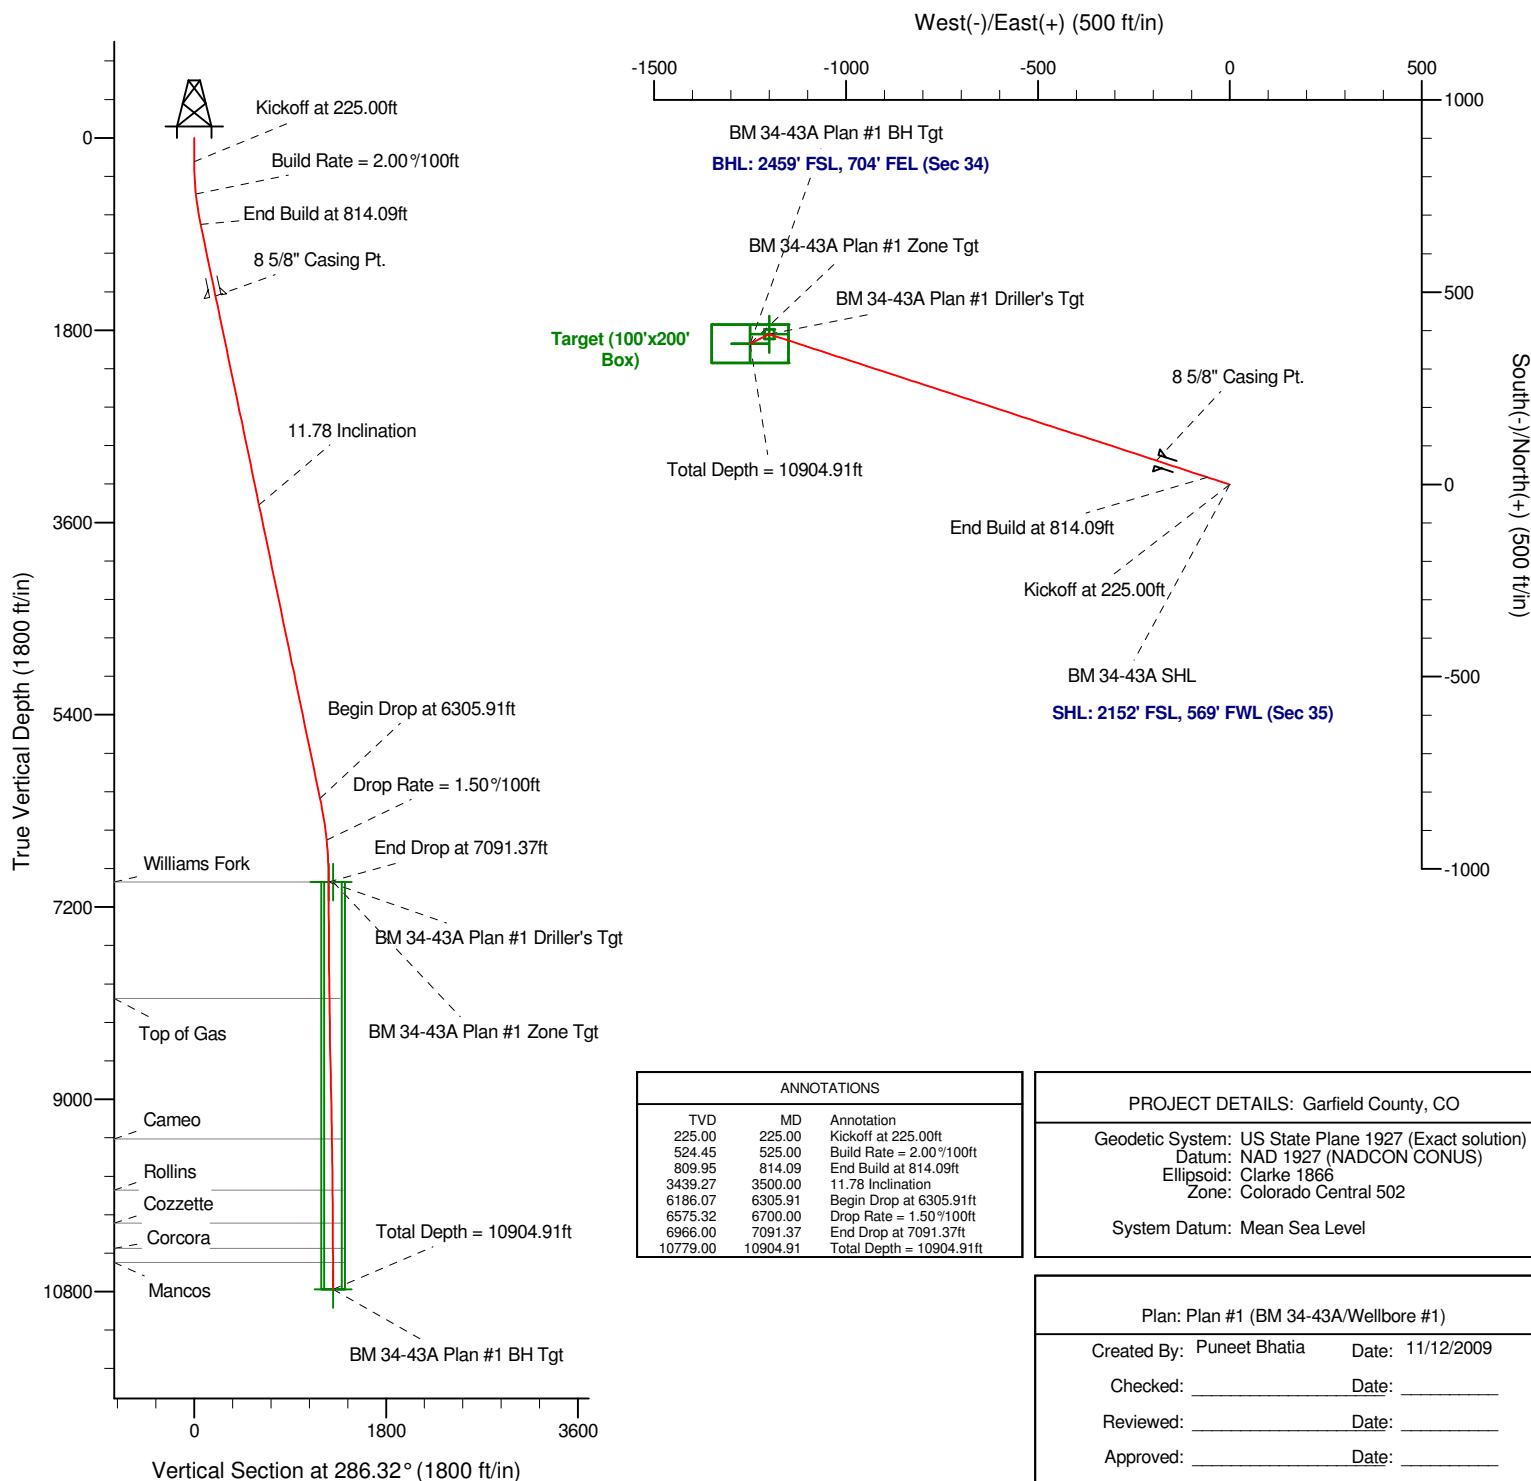 West(-)/East(+) (500 ft/in)
-1500 -1000 -500 0 500
1000
500
0
-500
-1000
South(-)/North(+) (500 ft/in)
BM 34-43A Plan #1 BH Tgt
BHL: 2459' FSL, 704' FEL (Sec 34)
BM 34-43A Plan #1 Zone Tgt
BM 34-43A Plan #1 Driller's Tgt
Target (100'x200'
Box)
8 5/8" Casing Pt.
Total Depth = 10904.91ft
End Build at 814.09ft
Kickoff at 225.00ft
BM 34-43A SHL
SHL: 2152' FSL, 569' FWL (Sec 35)
True Vertical Depth (1800 ft/in)
0
1800
3600
5400
7200
9000
10800
Kickoff at 225.00ft
Build Rate = 2.00°/100ft
End Build at 814.09ft
8 5/8" Casing Pt.
11.78 Inclination
Begin Drop at 6305.91ft
Drop Rate = 1.50°/100ft
End Drop at 7091.37ft
Williams Fork
BM 34-43A Plan #1 Driller's Tgt
BM 34-43A Plan #1 Zone Tgt
Top of Gas
Cameo
Rollins
Cozzette
Corcora
Mancos
Total Depth = 10904.91ft
BM 34-43A Plan #1 BH Tgt
0 1800 3600
Vertical Section at 286.32° (1800 ft/in)
ANNOTATIONS
TVD MD Annotation
225.00 225.00 Kickoff at 225.00ft
524.45 525.00 Build Rate = 2.00°/100ft
809.95 814.09 End Build at 814.09ft
3439.27 3500.00 11.78 Inclination
6186.07 6305.91 Begin Drop at 6305.91ft
6575.32 6700.00 Drop Rate = 1.50°/100ft
6966.00 7091.37 End Drop at 7091.37ft
10779.00 10904.91 Total Depth = 10904.91ft
PROJECT DETAILS: Garfield County, CO
Geodetic System: US State Plane 1927 (Exact solution)
Datum: NAD 1927 (NADCON CONUS)
Ellipsoid: Clarke 1866
Zone: Colorado Central 502
System Datum: Mean Sea Level
Plan: Plan #1 (BM 34-43A/Wellbore #1)
Created By: Puneet Bhatia Date: 11/12/2009
Checked: ____________________ Date: __________
Reviewed: ____________________ Date: __________
Approved: ____________________ Date: __________